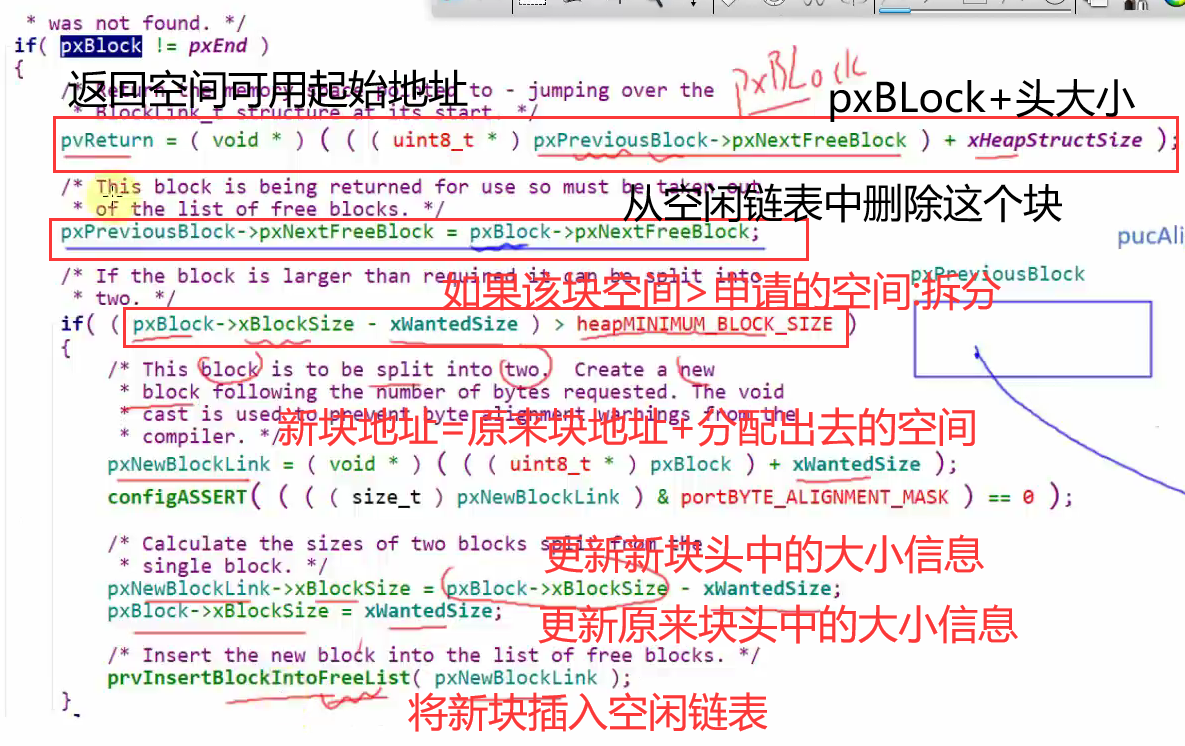 * was not found. */
if( pxBlock != pxEnd )
{
返回空间可用起始地址
/* Return the memory space pointed to - jumping over the
* BlockLink_t structure at its start. */
pxBLock
pxBLock+头大小
pvReturn = ( void * ) ( ( ( uint8_t * ) pxPreviousBlock->pxNextFreeBlock ) + xHeapStructSize );
/* This block is being returned for use so must be taken out
* of the list of free blocks. */
从空闲链表中删除这个块
pxPreviousBlock->pxNextFreeBlock = pxBlock->pxNextFreeBlock;
pucAli
/* If the block is larger than required it can be split into
* two. */
如果该块空间>申请的空间,拆分
pxPreviousBlock
if( ( pxBlock->xBlockSize - xWantedSize ) > heapMINIMUM_BLOCK_SIZE )
{
/* This block is to be split into two. Create a new
* block following the number of bytes requested. The void
* cast is used to prevent byte alignment warnings from the
* compiler. */
新块地址=原来块地址+分配出去的空间
pxNewBlockLink = ( void * ) ( ( ( uint8_t * ) pxBlock ) + xWantedSize );
configASSERT( ( ( ( size_t ) pxNewBlockLink ) & portBYTE_ALIGNMENT_MASK ) == 0 );
/* Calculate the sizes of two blocks split from the
* single block. */
更新新块头中的大小信息
pxNewBlockLink->xBlockSize = pxBlock->xBlockSize - xWantedSize;
pxBlock->xBlockSize = xWantedSize;
更新原来块头中的大小信息
/* Insert the new block into the list of free blocks. */
prvInsertBlockIntoFreeList( pxNewBlockLink );
}
将新块插入空闲链表